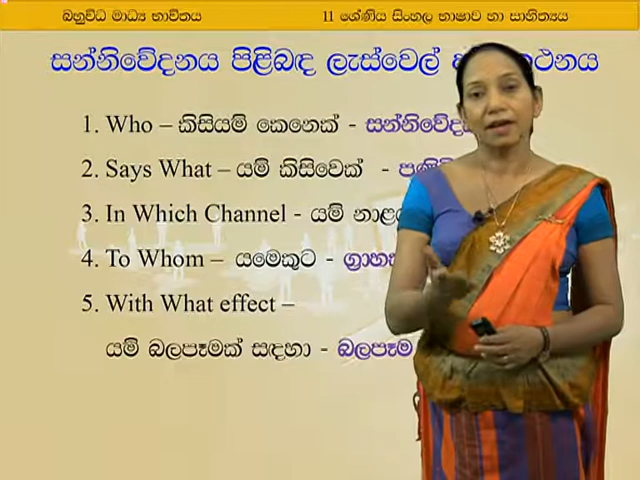 බහුවිධ මාධ්‍ය භාවිතය
11 ශ්‍රේණිය සිංහල භාෂාව හා සාහිත්‍යය
සන්නිවේදනය පිළිබඳ ලැස්වෙල්
1. Who – කිසියම් කෙනෙක් -
2. Says What – යම් කිසිවෙක් -
3. In Which Channel - යම්
4. To Whom – යමෙකුට -
5. With What effect –
යම් බලපෑමක් සඳහා -